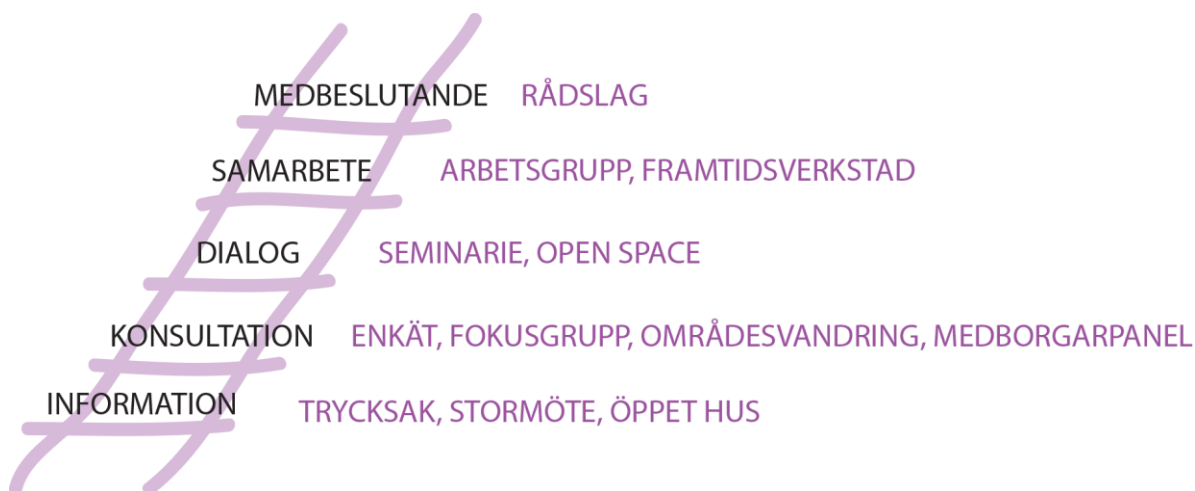 MEDBESLUTANDE RÅDSLAG
SAMARBETE ARBETSGRUPP, FRAMTIDSVERKSTAD
DIALOG SEMINARIE, OPEN SPACE
KONSULTATION ENKÄT, FOKUSGRUPP, OMRÅDESVANDRING, MEDBORGARPANEL
INFORMATION TRYCKSAK, STORMÖTE, ÖPPET HUS